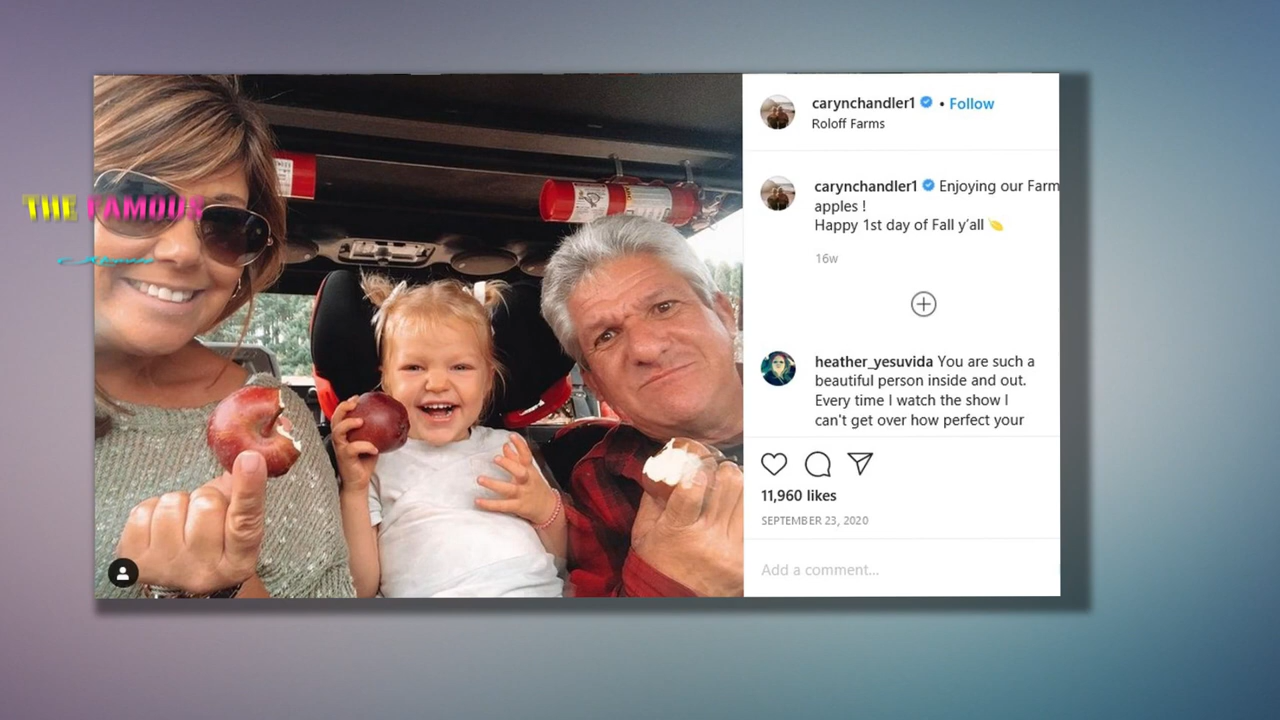 THE FAMOUS
carynchandler1 • Follow
Roloff Farms
carynchandler1 Enjoying our Farm
apples !
Happy 1st day of Fall y'all
16w
heather_yesuvida You are such a
beautiful person inside and out.
Every time I watch the show I
can't get over how perfect your
11,960 likes
SEPTEMBER 23, 2020
Add a comment...